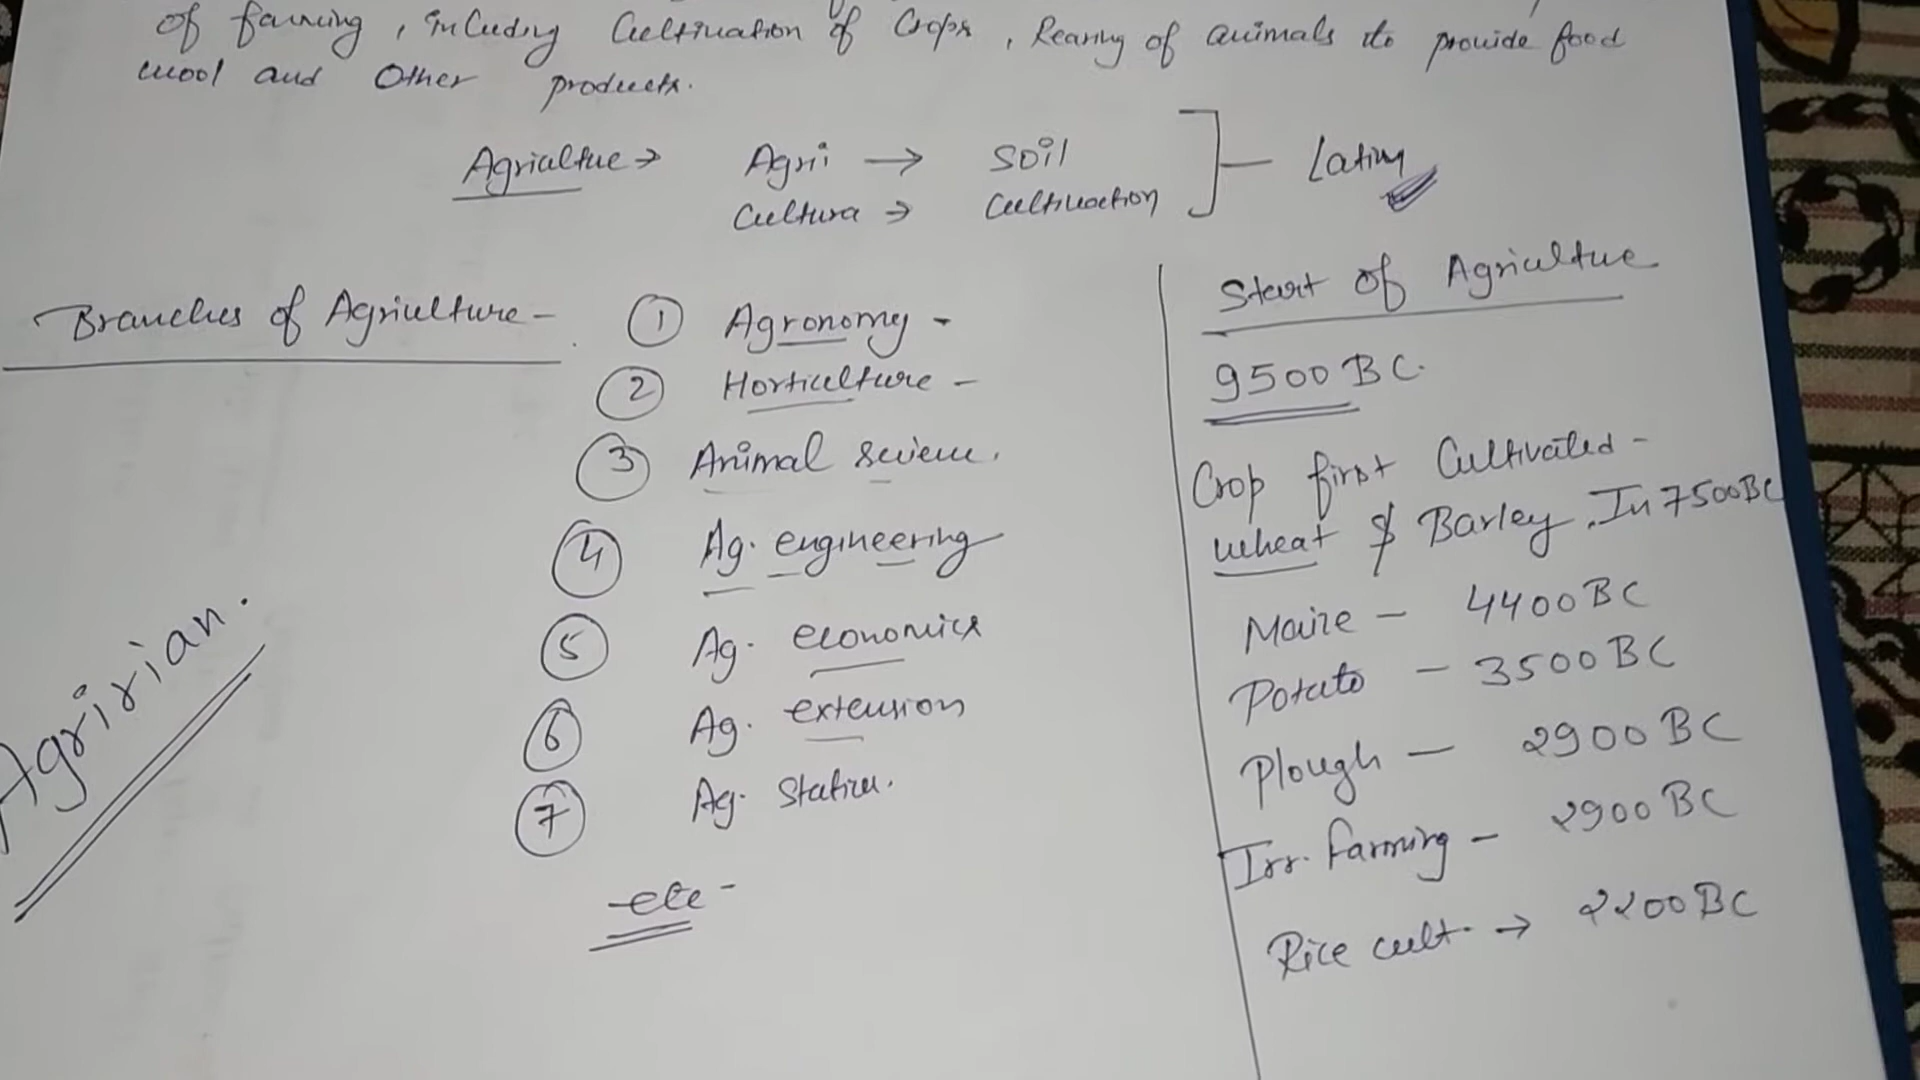 of farming, including Cultivation of Crops, Rearing of animals to provide food
wool and other products.
Agriculture → Agri → soil
Cultura → Cultivation
Latin
Branches of Agriculture -
① Agronomy -
② Horticulture -
③ Animal science.
④ Ag. engineering
⑤ Ag. economics
⑥ Ag. extension
⑦ Ag.
etc -
Agririan.
Start of Agriculture
9500 BC.
Crop first Cultivated -
wheat & Barley. In 7500 BC
Maize - 4400 BC
Potato - 3500 BC
Plough - 2900 BC
Irr. farming - 2900 BC
Rice cult. → 2200 BC